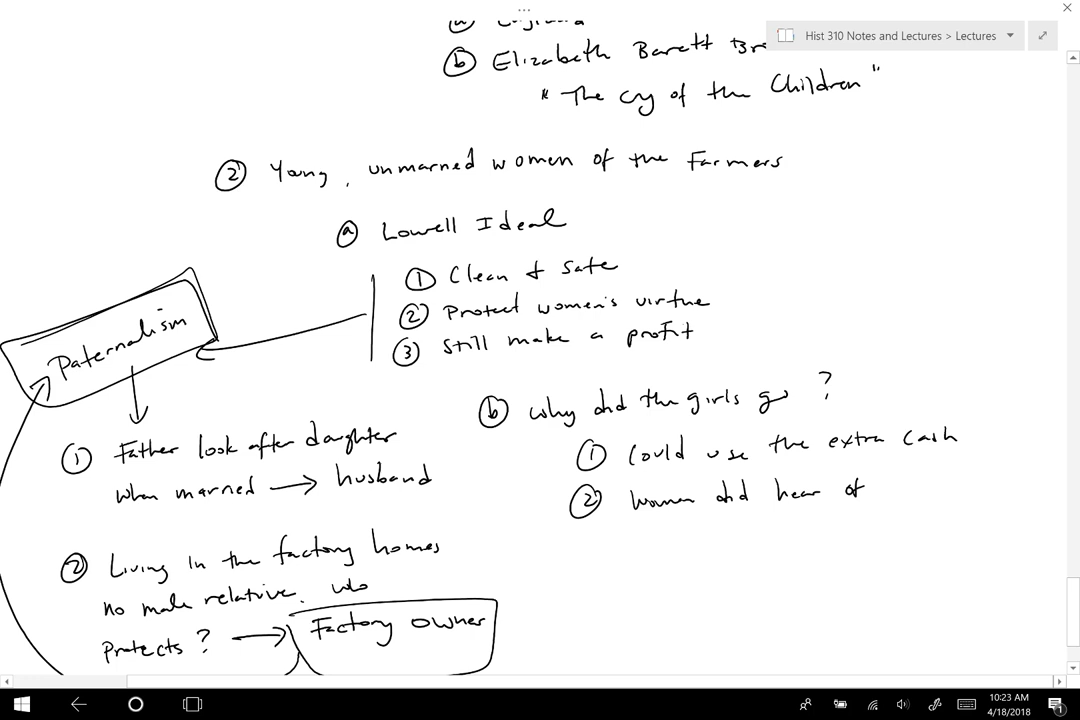 Hist 310 Notes and Lectures > Lectures
ⓐ
ⓑ Elizabeth Barett
"The cry of the Children"
② Young, unmarried women of the Farmers
ⓐ Lowell Ideal
① Clean & Safe
② Protect women's virtue
③ Still make a profit
Paternalism
① Father look after daughter
when married → husband
② Living in the factory homes
no male relative. who
protects? → Factory owner
ⓑ Why did the girls go?
① Could use the extra cash
② Women did hear of
10:23 AM
4/18/2018
1